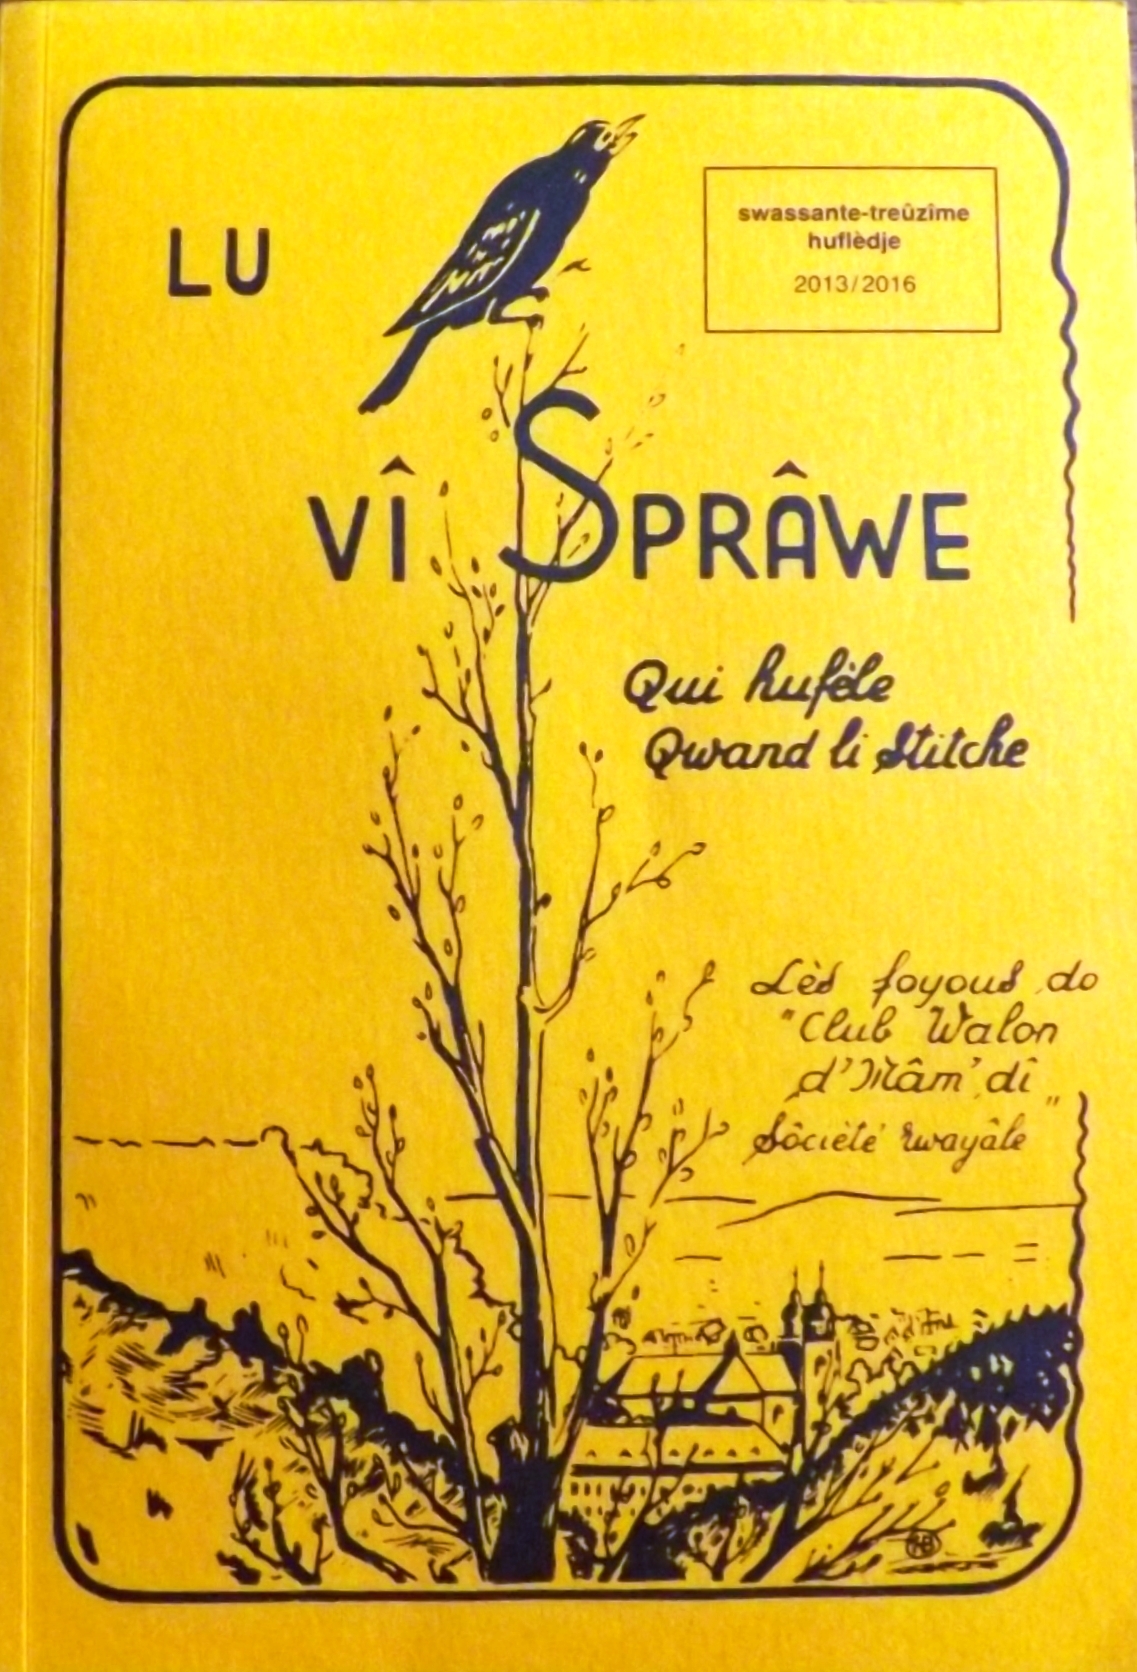 LU
swassante-treûzîme
huflèdje
2013/2016
VÎ SPRÂWE
Qui hufèle
Qwand li Stitche
Lès foyous do
"Club Walon
d'Mâm'dî"
Sôciété rwayâle